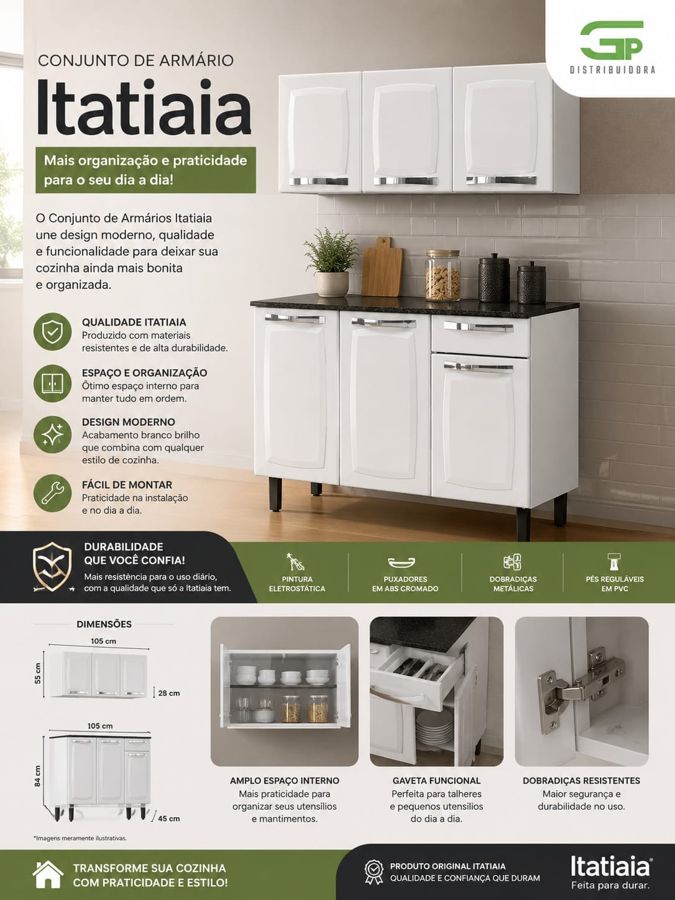 GP
DISTRIBUIDORA
CONJUNTO DE ARMÁRIO
Itatiaia
Mais organização e praticidade
para o seu dia a dia!
O Conjunto de Armários Itatiaia
une design moderno, qualidade
e funcionalidade para deixar sua
cozinha ainda mais bonita
e organizada.
QUALIDADE ITATIAIA
Produzido com materiais
resistentes e de alta durabilidade.
ESPAÇO E ORGANIZAÇÃO
Ótimo espaço interno para
manter tudo em ordem.
DESIGN MODERNO
Acabamento branco brilho
que combina com qualquer
estilo de cozinha.
FÁCIL DE MONTAR
Praticidade na instalação
e no dia a dia.
DURABILIDADE
QUE VOCÊ CONFIA!
Mais resistência para o uso diário,
com a qualidade que só a Itatiaia tem.
PINTURA
ELETROSTÁTICA
PUXADORES
EM ABS CROMADO
DOBRADIÇAS
METÁLICAS
PÉS REGULÁVEIS
EM PVC
DIMENSÕES
105 cm
55 cm
28 cm
105 cm
84 cm
45 cm
*Imagens meramente ilustrativas.
AMPLO ESPAÇO INTERNO
Mais praticidade para
organizar seus utensílios
e mantimentos.
GAVETA FUNCIONAL
Perfeita para talheres
e pequenos utensílios
do dia a dia.
DOBRADIÇAS RESISTENTES
Maior segurança e
durabilidade no uso.
TRANSFORME SUA COZINHA
COM PRATICIDADE E ESTILO!
PRODUTO ORIGINAL ITATIAIA
QUALIDADE E CONFIANÇA QUE DURAM
Itatiaia®
Feita para durar.